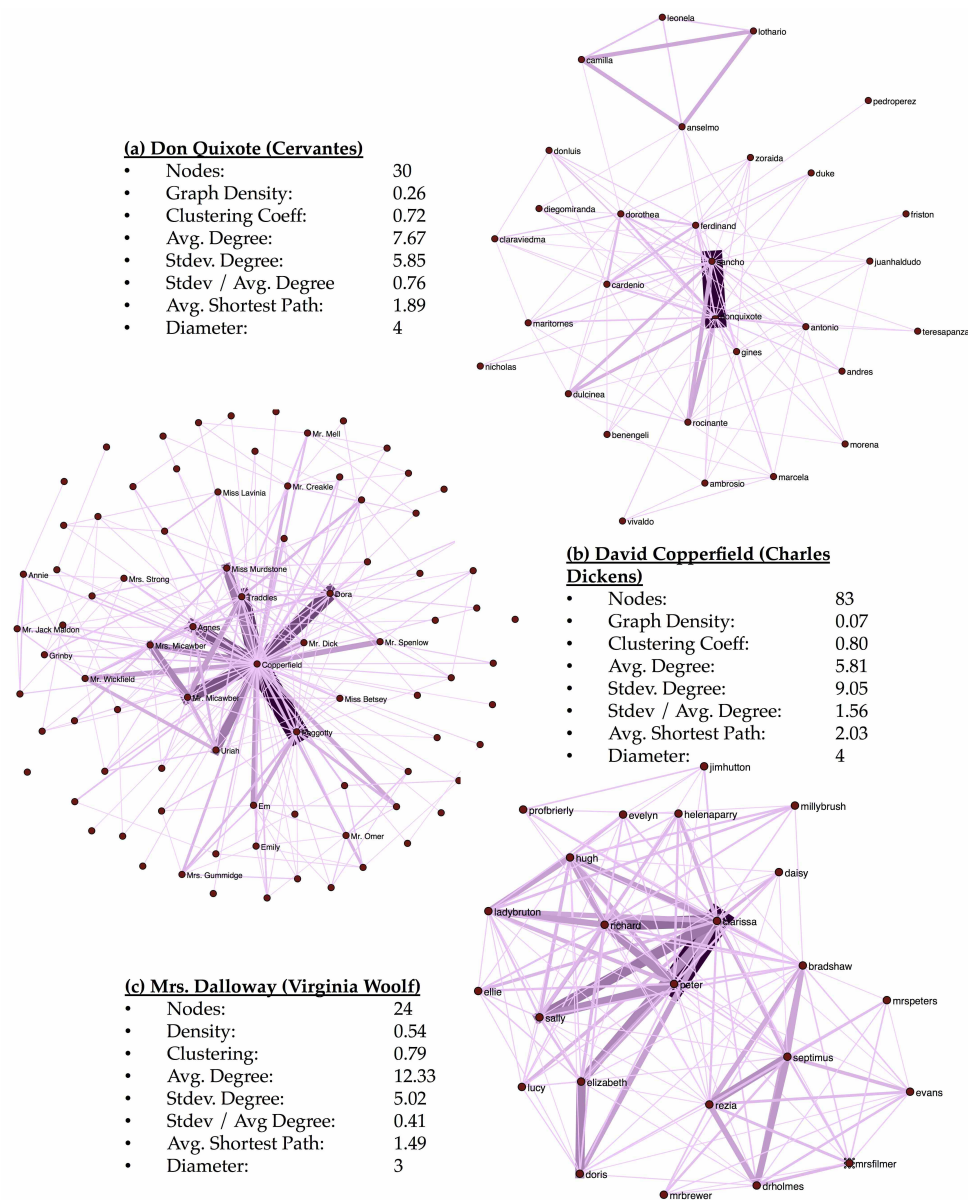 leonela
lothario
camilla
pedroperez
anselmo
(a) Don Quixote (Cervantes)
• Nodes: 30
• Graph Density: 0.26
• Clustering Coeff: 0.72
• Avg. Degree: 7.67
• Stdev. Degree: 5.85
• Stdev / Avg. Degree 0.76
• Avg. Shortest Path: 1.89
• Diameter: 4
donluis
zoraida
duke
diegomiranda
dorothea
friston
ferdinand
claraviedma
sancho
juanhaldudo
cardenio
maritornes
antonio
teresapanza
gines
nicholas
andres
dulcinea
rocinante
benengeli
morena
marcela
ambrosio
vivaldo
Mr. Mell
Miss Lavinia
Mr. Creakle
Miss Murdstone
Annie
Mrs. Strong
Traddles
Dora
Agnes
Mr. Jack Maldon
Mr. Dick
Mr. Spenlow
Mrs. Micawber
Grinby
Copperfield
Mr. Wickfield
Mr. Micawber
Miss Betsey
Peggotty
Uriah
Em
Mr. Omer
Emily
Mrs. Gummidge
(b) David Copperfield (Charles
Dickens)
• Nodes: 83
• Graph Density: 0.07
• Clustering Coeff: 0.80
• Avg. Degree: 5.81
• Stdev. Degree: 9.05
• Stdev / Avg. Degree: 1.56
• Avg. Shortest Path: 2.03
• Diameter: 4
jimhutton
profbrierly
evelyn
helenaparry
millybrush
hugh
daisy
ladybruton
richard
clarissa
bradshaw
peter
ellie
mrspeters
sally
septimus
elizabeth
lucy
evans
rezia
mrsfilmer
doris
drholmes
mrbrewer
(c) Mrs. Dalloway (Virginia Woolf)
• Nodes: 24
• Density: 0.54
• Clustering: 0.79
• Avg. Degree: 12.33
• Stdev. Degree: 5.02
• Stdev / Avg Degree: 0.41
• Avg. Shortest Path: 1.49
• Diameter: 3